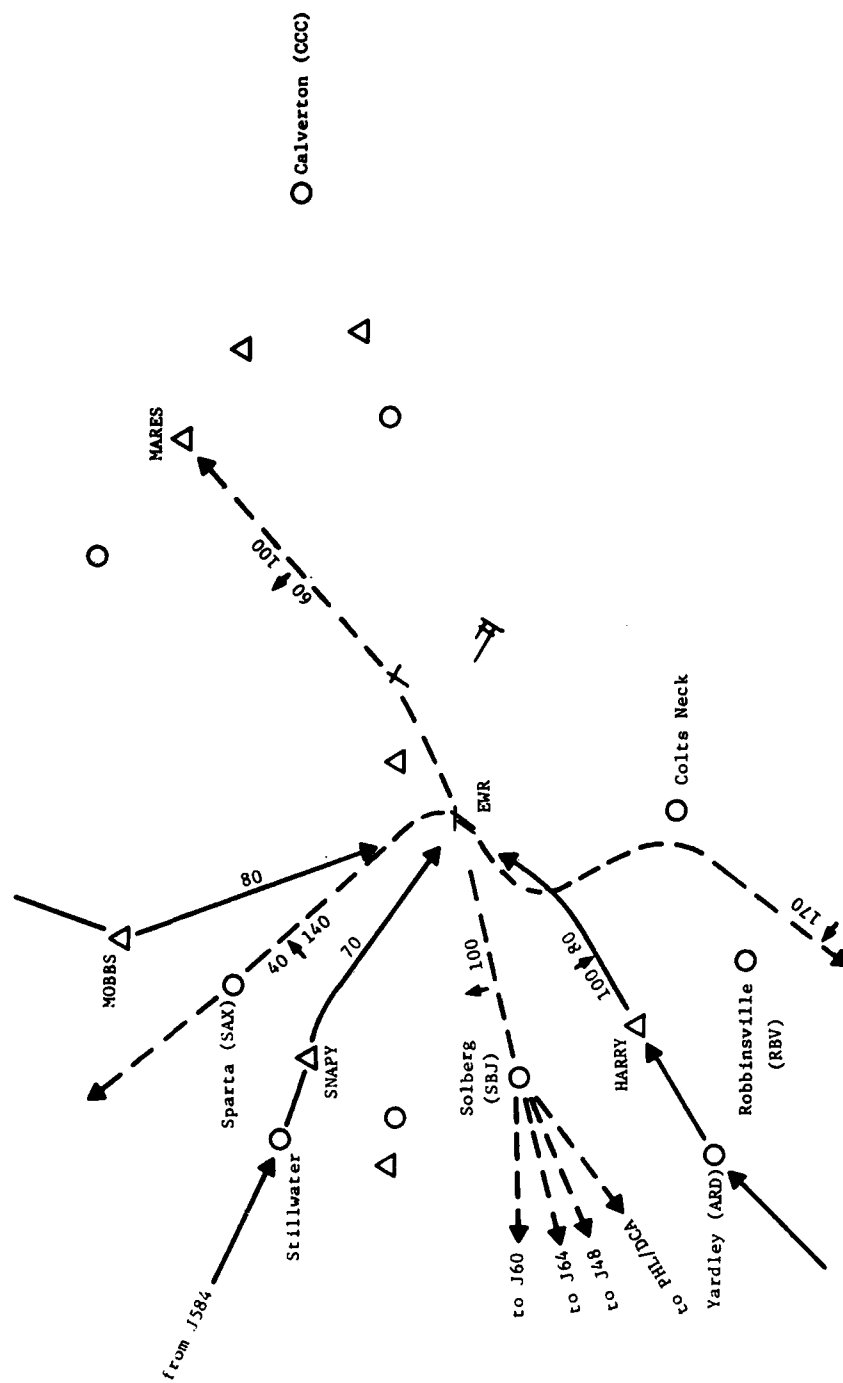 Calverton (CCC)
MARES
100
60
EWR
Colts Neck
80
MOBBS
40
140
Sparta (SAX)
70
SNAPY
Stillwater
from J584
100
Solberg
(SBJ)
to J60
to J64
to J48
to PHL/DCA
100
80
HARRY
Yardley (ARD)
170
Robbinsville
(RBV)